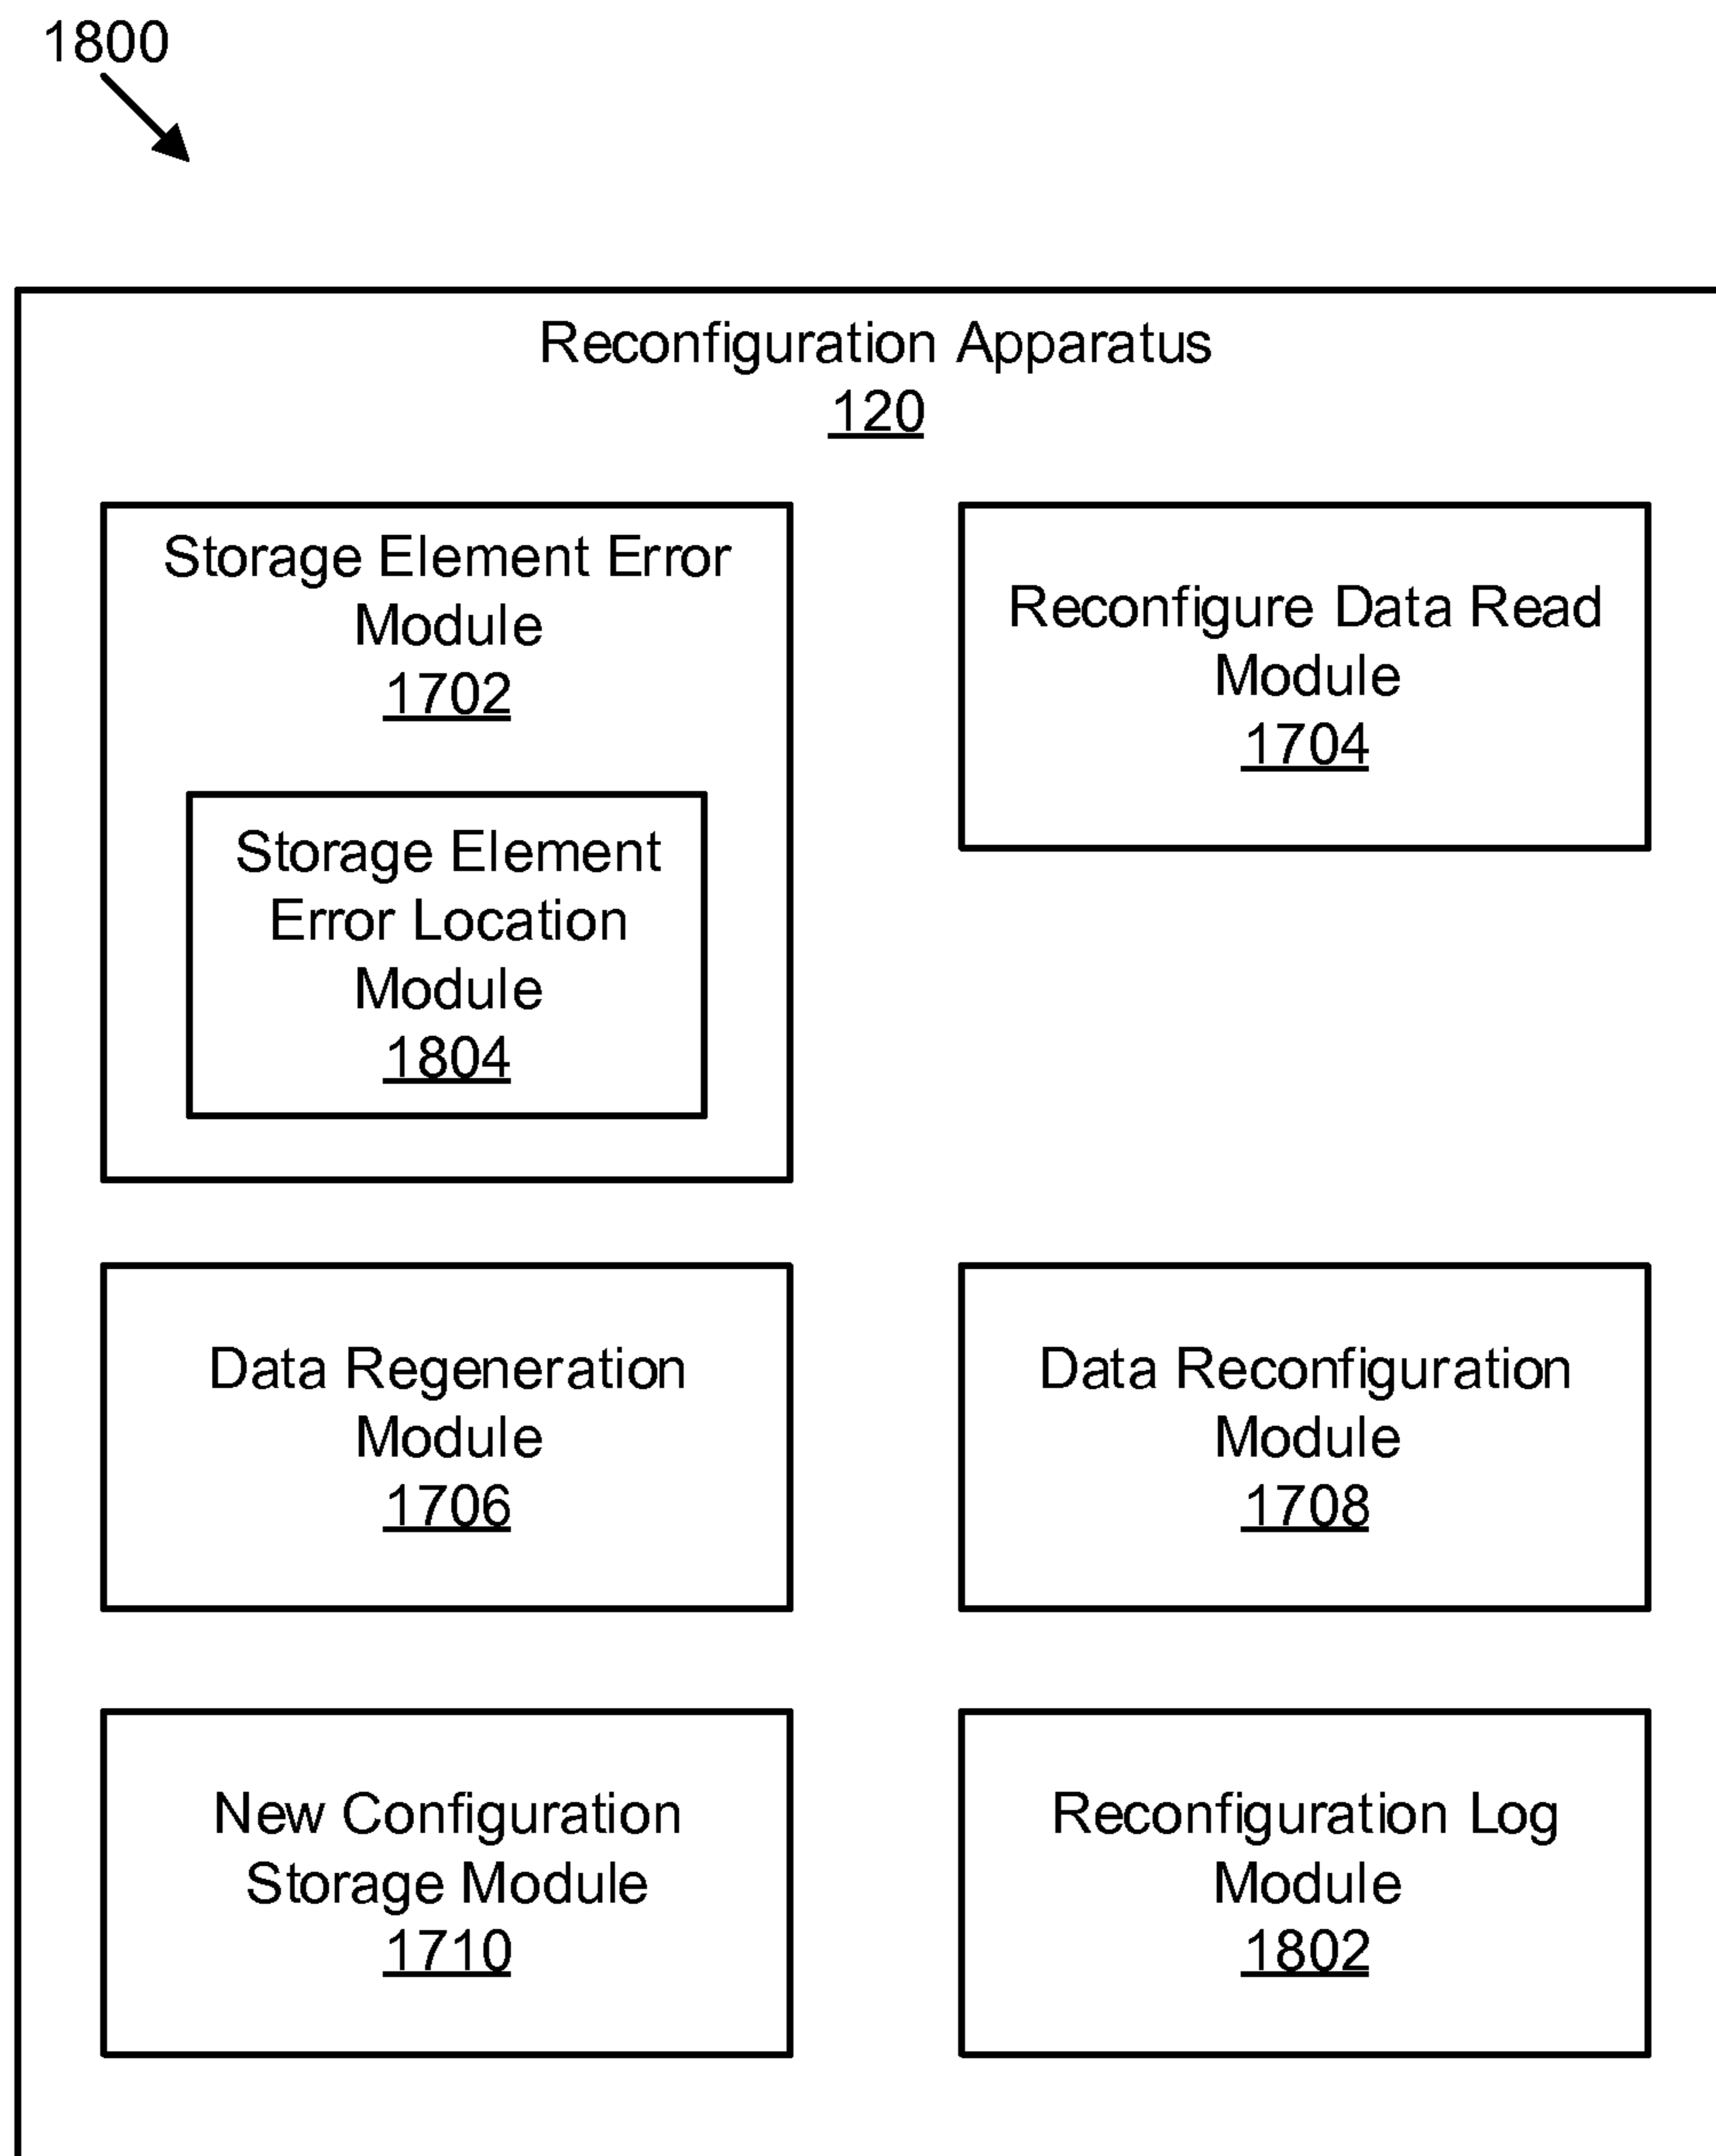 1800
Reconfiguration Apparatus
120
Storage Element Error
Module
1702
Storage Element
Error Location
Module
1804
Reconfigure Data Read
Module
1704
Data Regeneration
Module
1706
Data Reconfiguration
Module
1708
New Configuration
Storage Module
1710
Reconfiguration Log
Module
1802